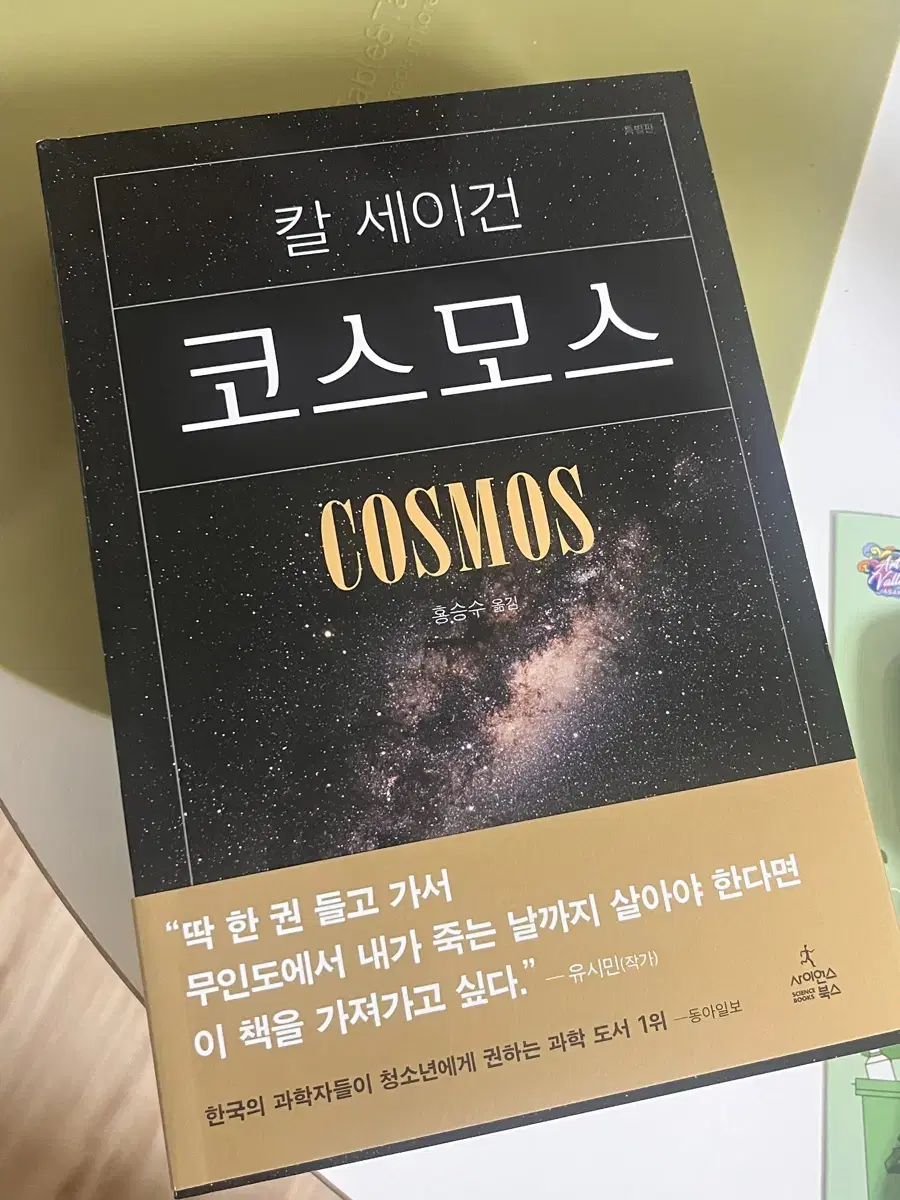 특별판
칼 세이건
코스모스
COSMOS
홍승수 옮김
“딱 한 권 들고 가서
무인도에서 내가 죽는 날까지 살아야 한다면
이 책을 가져가고 싶다.” —유시민(작가)
한국의 과학자들이 청소년에게 권하는 과학 도서 1위 —동아일보
사이언스
SCIENCE
BOOKS 북스